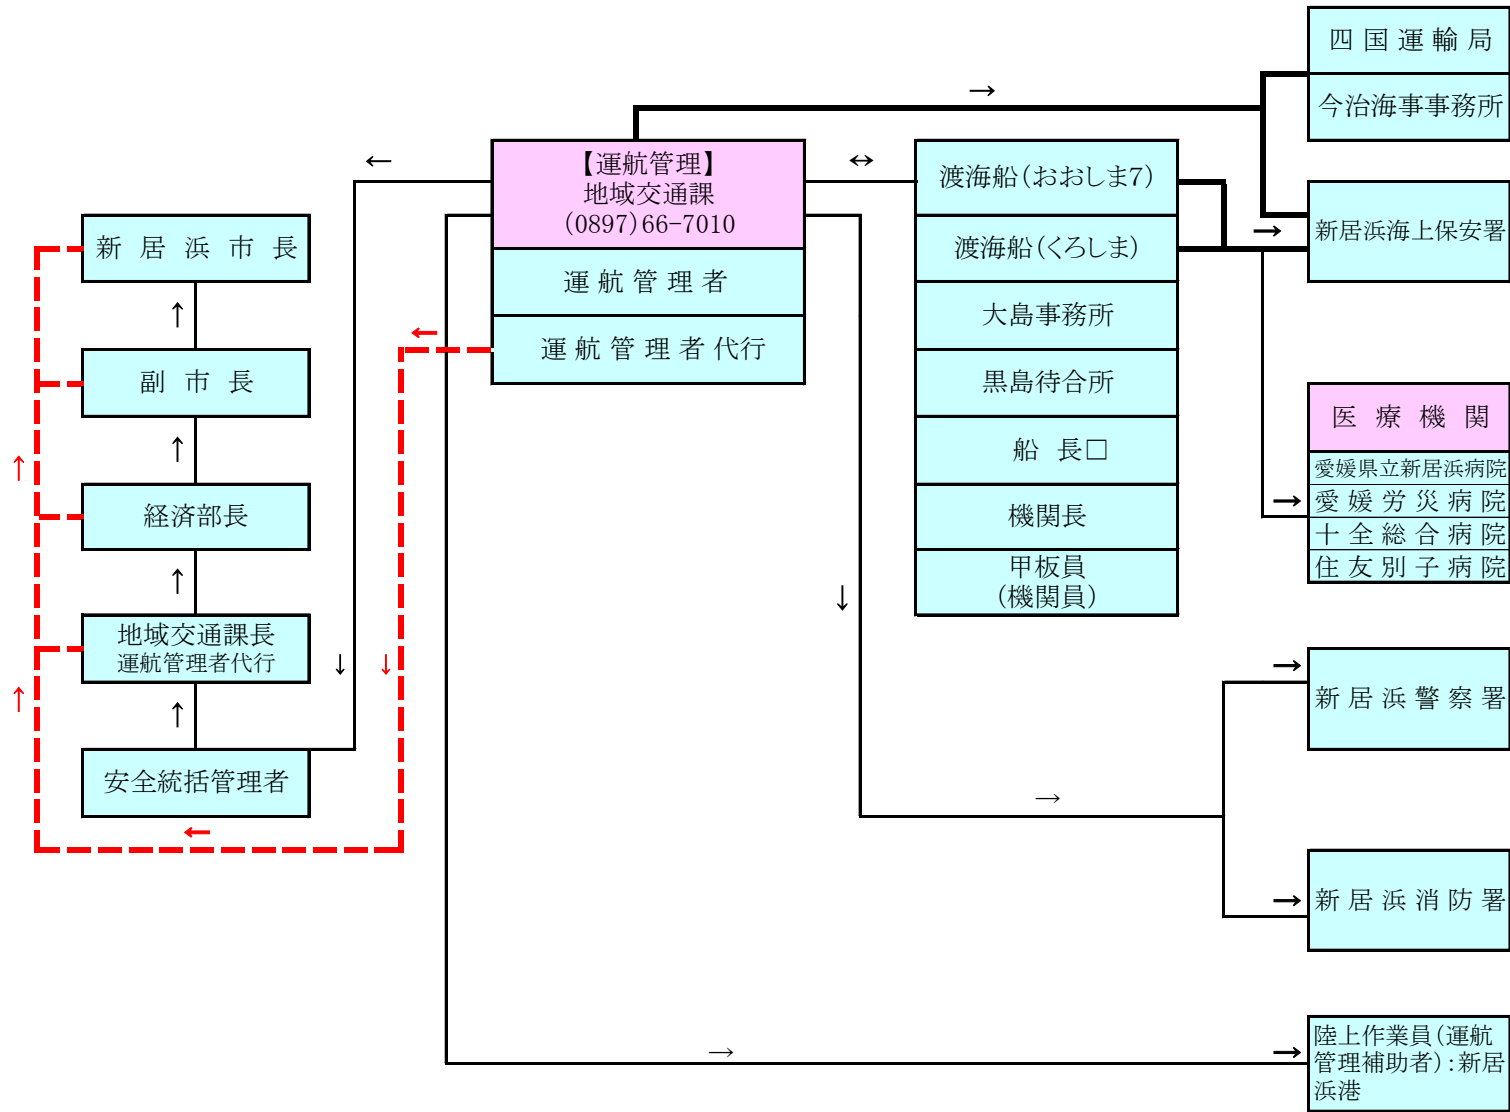 四国運輸局
今治海事事務所
→
←
【運航管理】
地域交通課
(0897)66-7010
運航管理者
運航管理者代行
↔
渡海船(おおしま7)
渡海船(くろしま)
大島事務所
黒島待合所
船 長□
機関長
甲板員
(機関員)
→
新居浜海上保安署
新居浜市長
↑
副市長
↑
経済部長
↑
地域交通課長
運航管理者代行
↑
安全統括管理者
←
↑
↑
↓
↓
←
医療機関
愛媛県立新居浜病院
→
愛媛労災病院
十全総合病院
住友別子病院
↓
→
→
新居浜警察署
→
新居浜消防署
→
→
陸上作業員(運航
管理補助者):新居
浜港